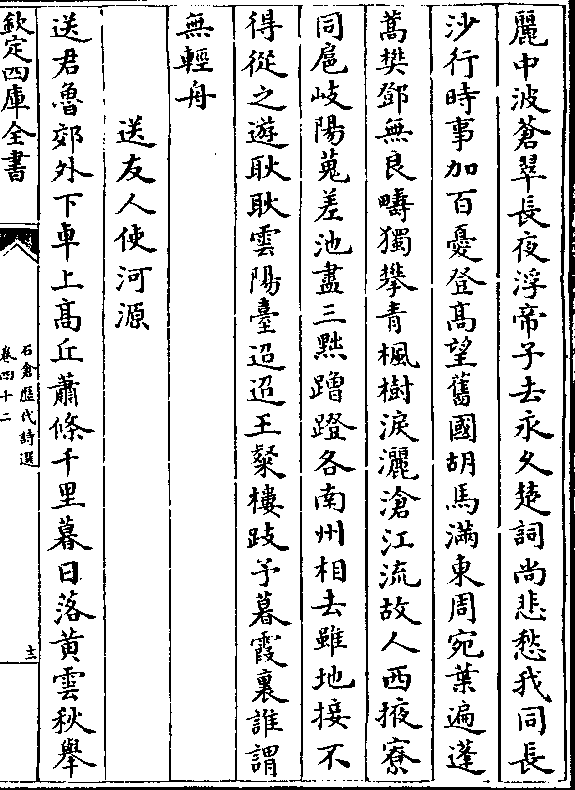 麗中波蒼翠長夜浮帝子去永久楚詞尚悲愁我同長
沙行時事加百憂登髙望舊國胡馬滿東周宛葉遍蓬
蒿樊鄧無良疇獨攀青楓樹淚灑滄江流故人西掖寮
同扈岐陽蒐差池盡三黜蹭蹬各南州相去雖地接不
得從之遊耿耿雲陽臺迢迢王粲樓跂予暮霞裏誰謂
無輕舟
送友人使河源
送君魯郊外下車上髙丘蕭條千里暮日落黄雲秋舉
欽定四庫全書
石倉歴代詩選
卷四十二
十二